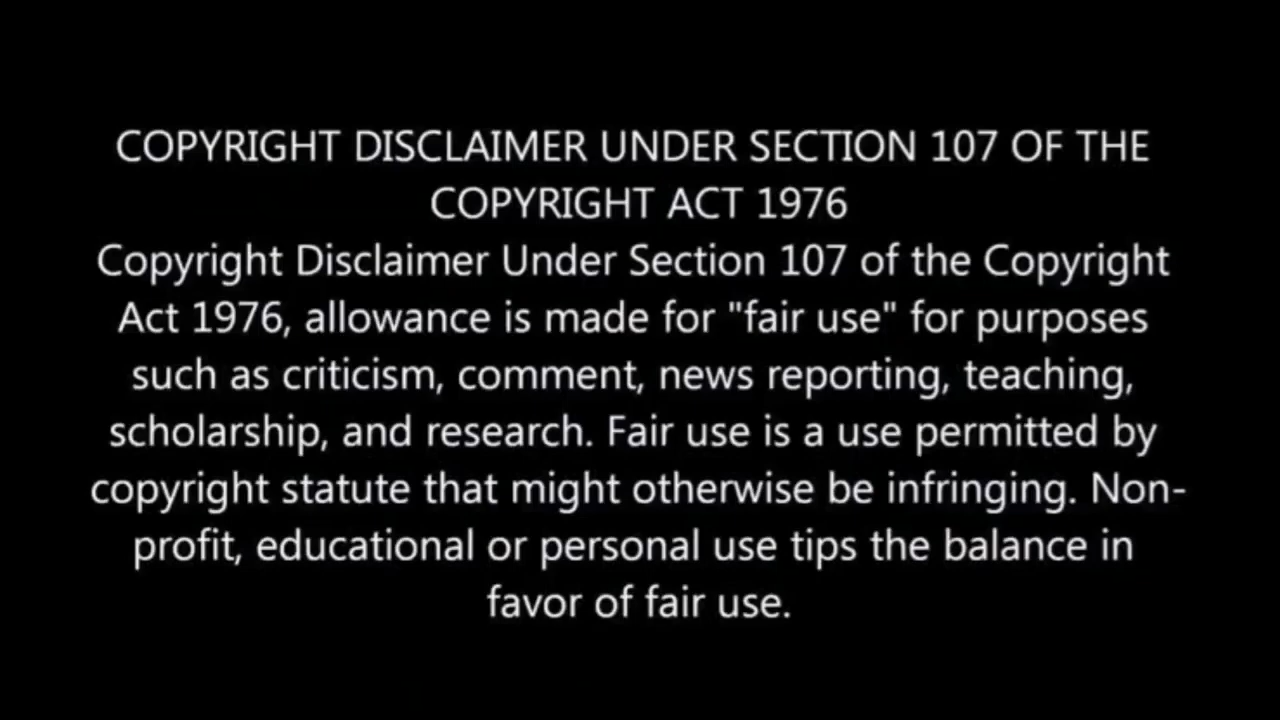 COPYRIGHT DISCLAIMER UNDER SECTION 107 OF THE
COPYRIGHT ACT 1976
Copyright Disclaimer Under Section 107 of the Copyright
Act 1976, allowance is made for "fair use" for purposes
such as criticism, comment, news reporting, teaching,
scholarship, and research. Fair use is a use permitted by
copyright statute that might otherwise be infringing. Non-
profit, educational or personal use tips the balance in
favor of fair use.